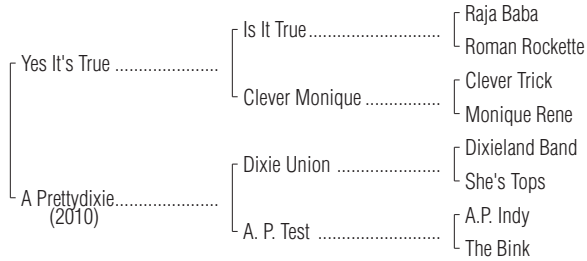 Raja Baba
Is It True
Roman Rockette
Yes It's True
Clever Trick
Clever Monique
Monique Rene
Dixieland Band
Dixie Union
She's Tops
A Prettydixie
(2010)
A.P. Indy
A. P. Test
The Bink